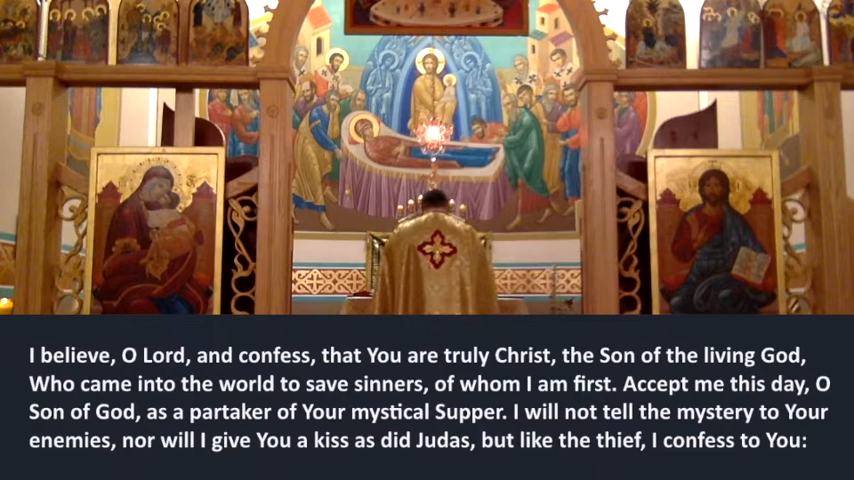 I believe, O Lord, and confess, that You are truly Christ, the Son of the living God,
Who came into the world to save sinners, of whom I am first. Accept me this day, O
Son of God, as a partaker of Your mystical Supper. I will not tell the mystery to Your
enemies, nor will I give You a kiss as did Judas, but like the thief, I confess to You: